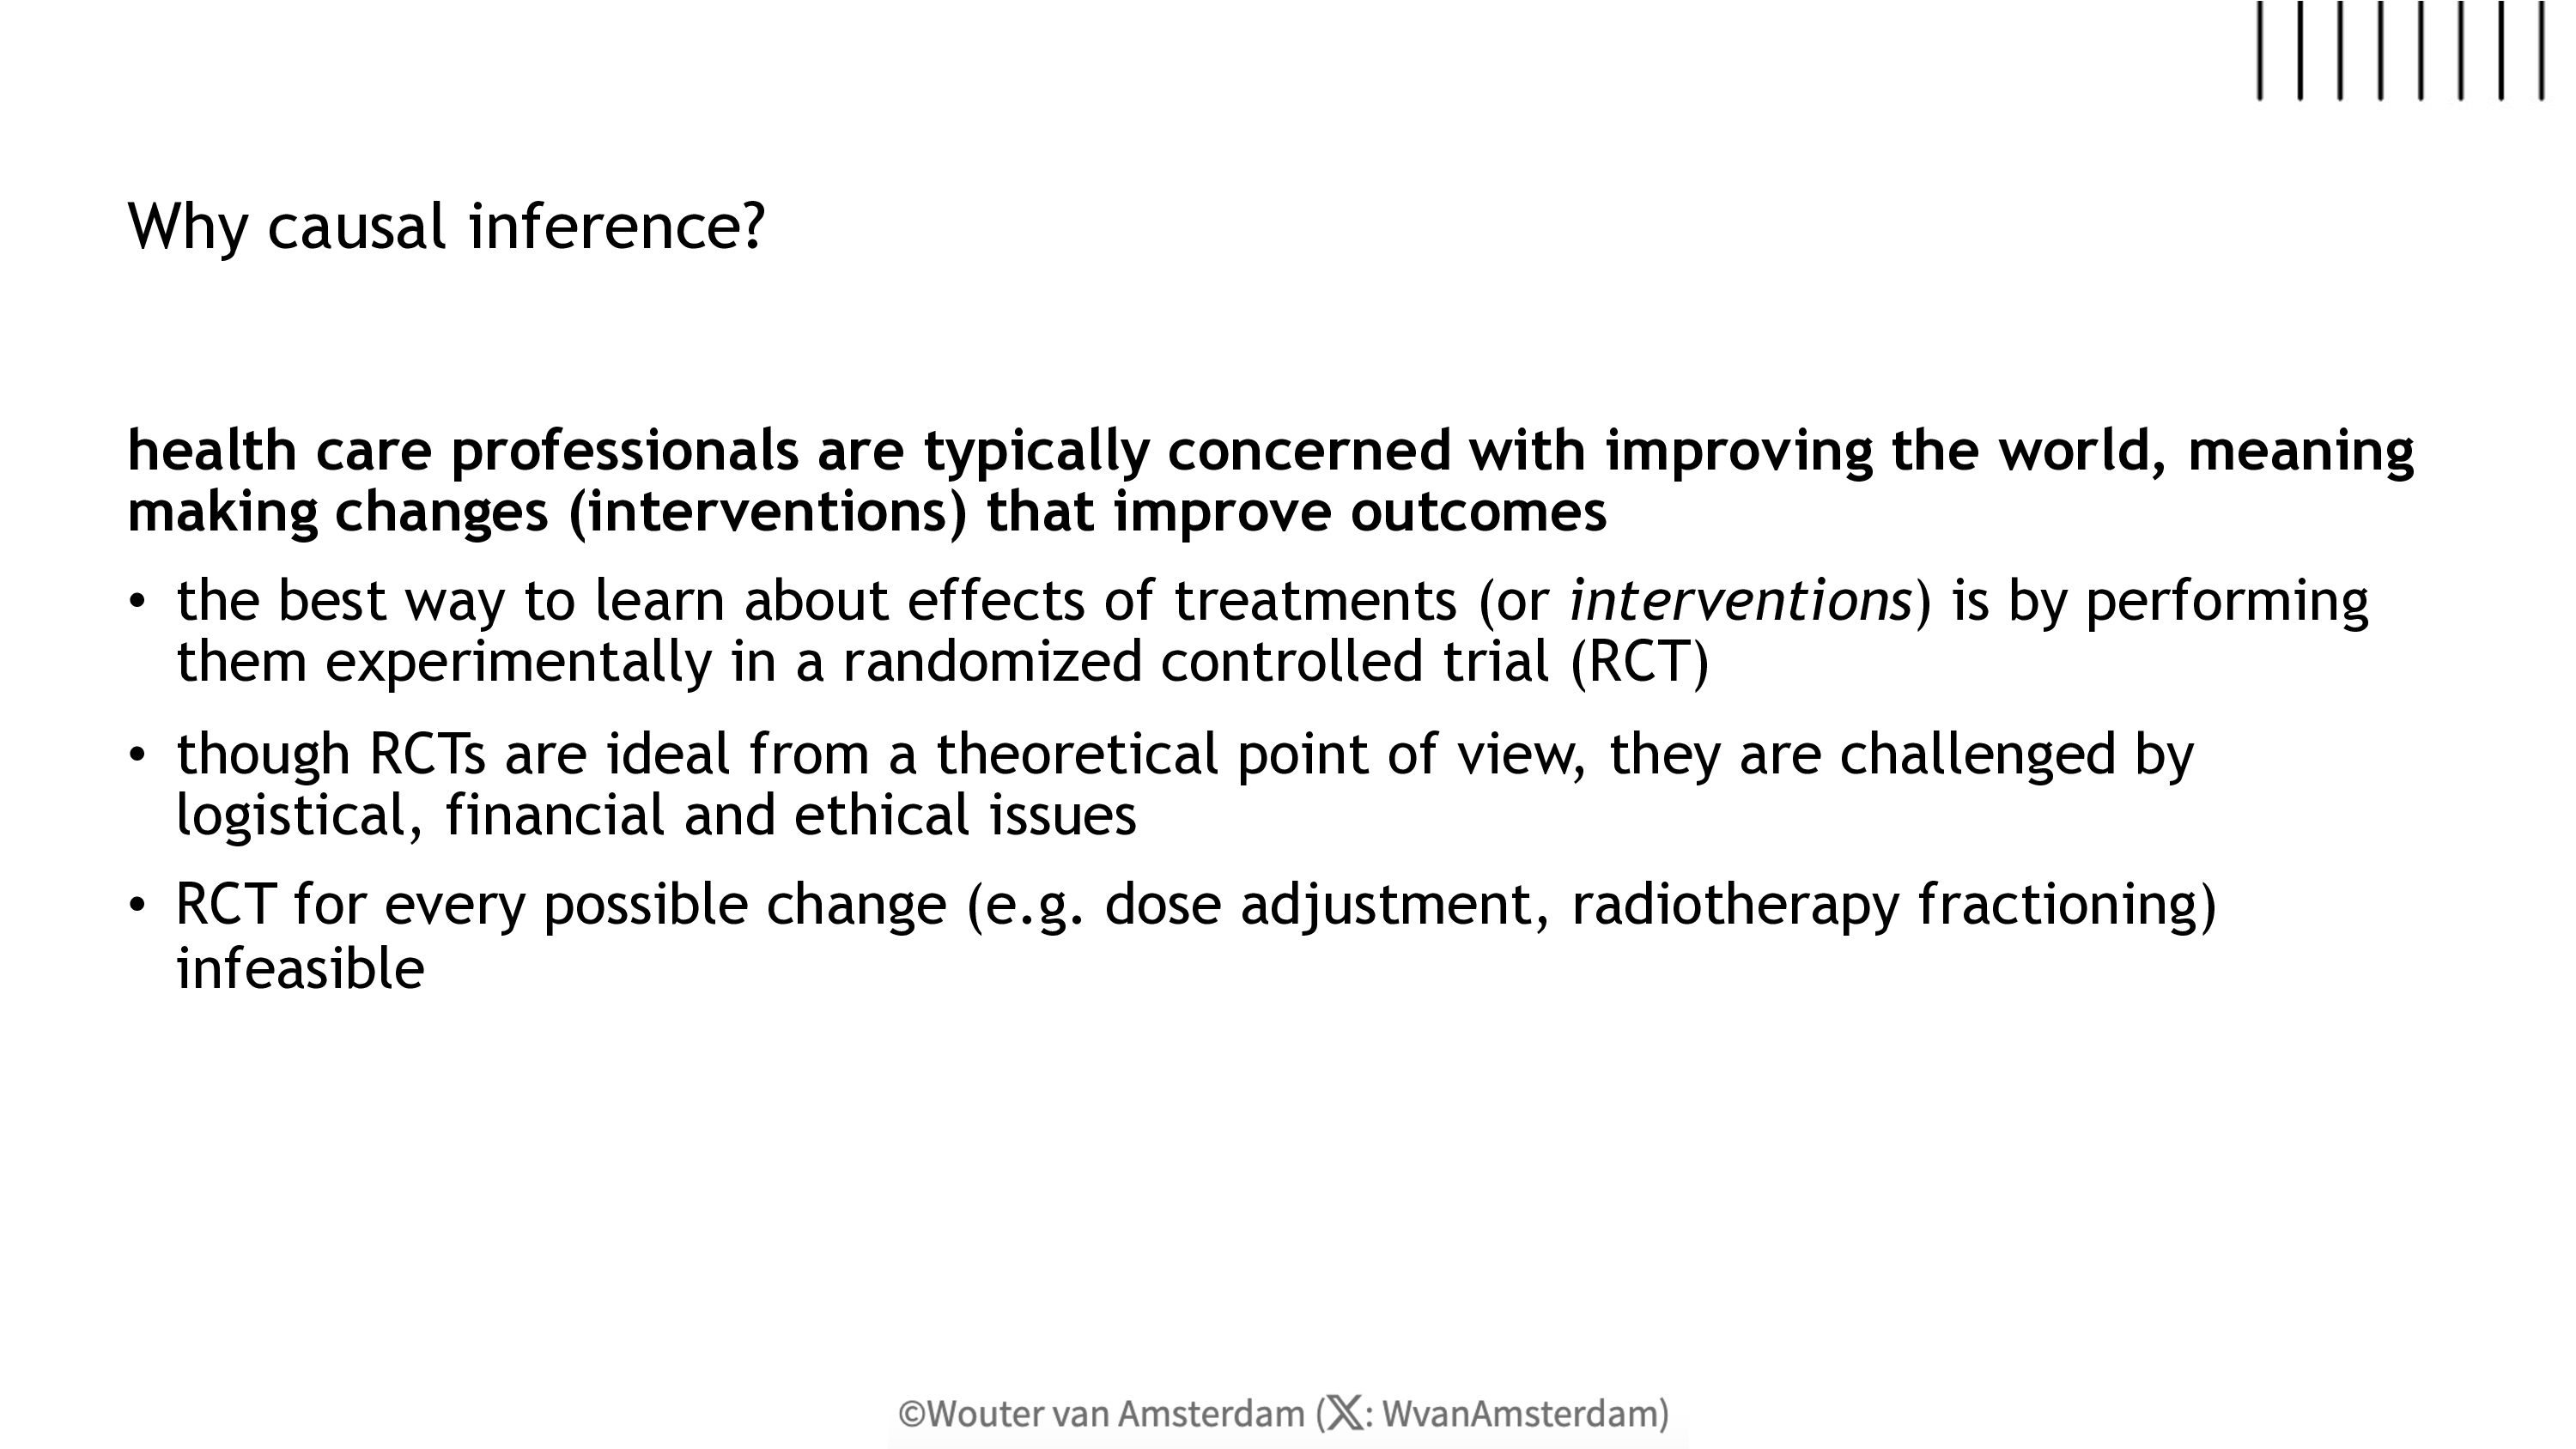 Why causal inference?
health care professionals are typically concerned with improving the world, meaning
making changes (interventions) that improve outcomes
• the best way to learn about effects of treatments (or interventions) is by performing
them experimentally in a randomized controlled trial (RCT)
• though RCTs are ideal from a theoretical point of view, they are challenged by
logistical, financial and ethical issues
• RCT for every possible change (e.g. dose adjustment, radiotherapy fractioning)
infeasible
©Wouter van Amsterdam (𝕏: WvanAmsterdam)